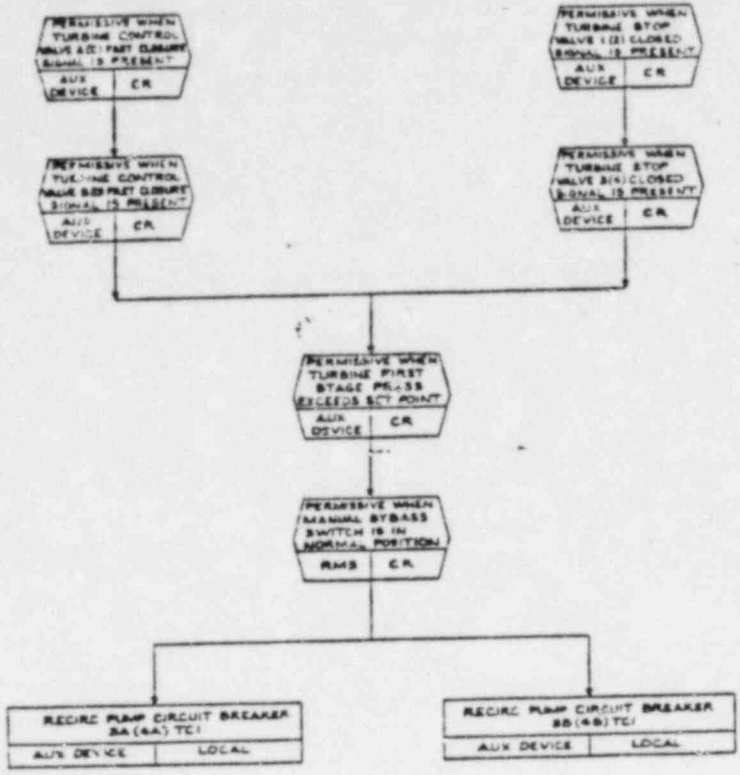 PERMISSIVE WHEN
TURBINE CONTROL
VALVE A(C) FAST CLOSURE
SIGNAL IS PRESENT
AUX DEVICE
CR
PERMISSIVE WHEN
TURBINE STOP
VALVE 1(2) CLOSED
SIGNAL IS PRESENT
AUX DEVICE
CR
PERMISSIVE WHEN
TURBINE CONTROL
VALVE FAST CLOSURE
SIGNAL IS PRESENT
AUX DEVICE
CR
PERMISSIVE WHEN
TURBINE STOP
VALVE 3(4) CLOSED
SIGNAL IS PRESENT
AUX DEVICE
CR
PERMISSIVE WHEN
TURBINE FIRST
STAGE PRESS
EXCEEDS SET POINT
AUX DEVICE
CR
PERMISSIVE WHEN
MANUAL BYBASS
SWITCH IS IN
NORMAL POSITION
RMS
CR
RECIRC PUMP CIRCUIT BREAKER
3A(4A) TC1
AUX DEVICE
LOCAL
RECIRC PUMP CIRCUIT BREAKER
3B(4B) TC1
AUX DEVICE
LOCAL